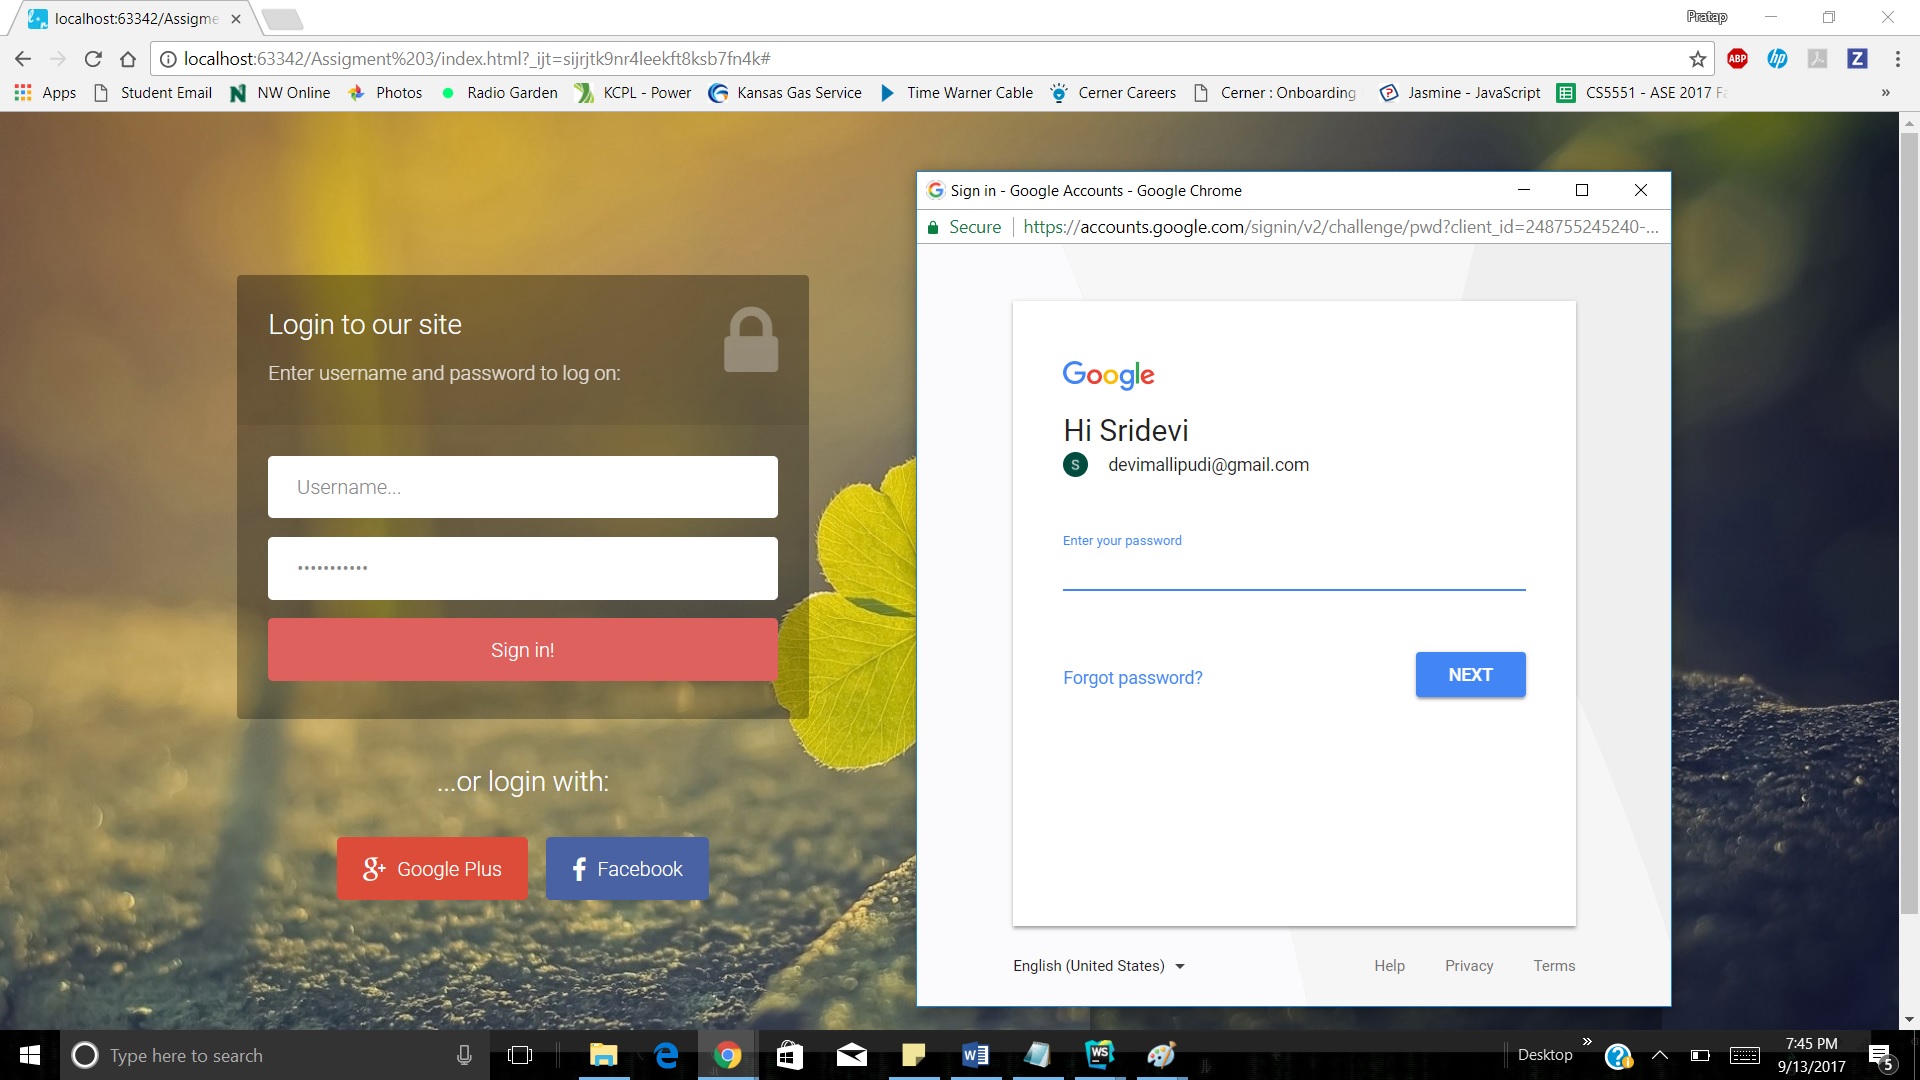 localhost:63342/Assigme
Pratap
localhost:63342/Assigment%203/index.html?_ijt=sijrjtk9nr4leekft8ksb7fn4k#
ABP
hp
Z
Apps
Student Email
NW Online
Photos
Radio Garden
KCPL - Power
Kansas Gas Service
Time Warner Cable
Cerner Careers
Cerner : Onboarding
Jasmine - JavaScript
CS5551 - ASE 2017 Fa
»
Sign in - Google Accounts - Google Chrome
Secure
https://accounts.google.com/signin/v2/challenge/pwd?client_id=248755245240-...
Login to our site
Enter username and password to log on:
Username...
Sign in!
...or login with:
g+ Google Plus
f Facebook
Google
Hi Sridevi
S devimallipudi@gmail.com
Enter your password
Forgot password?
NEXT
English (United States)
Help
Privacy
Terms
Type here to search
WS
Desktop
»
7:45 PM
9/13/2017
5